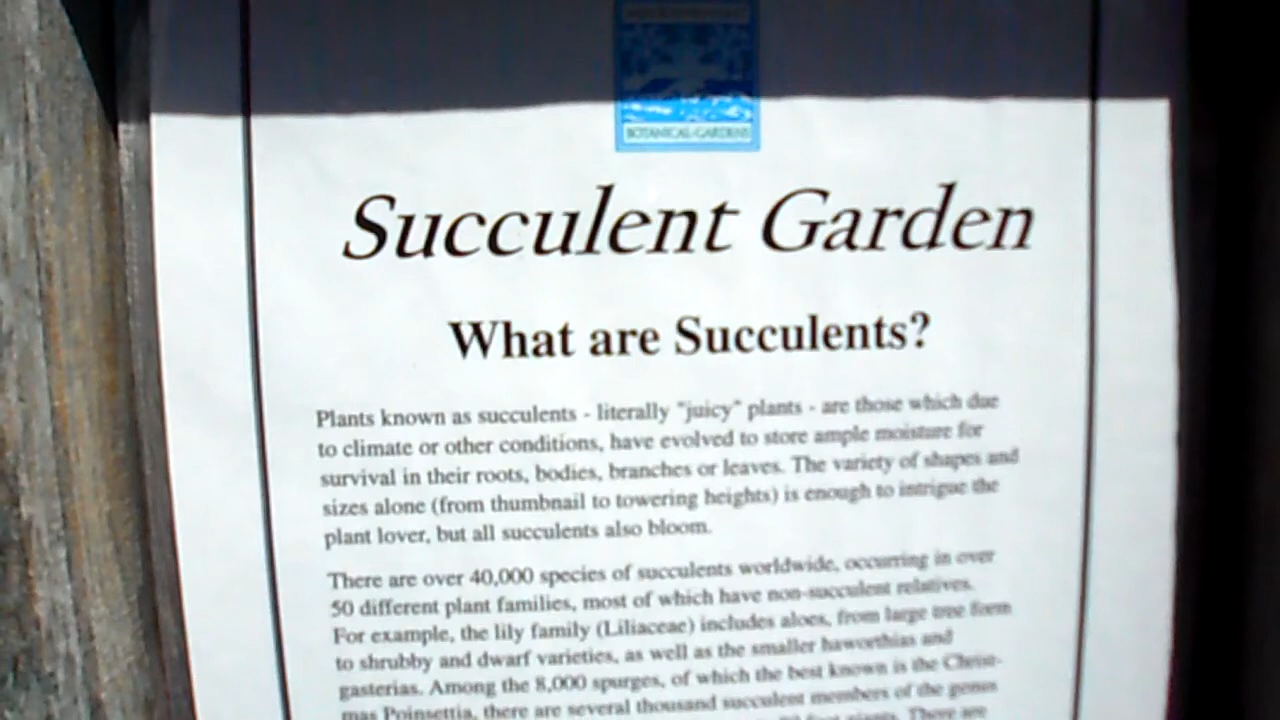 BOTANICAL GARDENS
Succulent Garden
What are Succulents?
Plants known as succulents - literally "juicy" plants - are those which due
to climate or other conditions, have evolved to store ample moisture for
survival in their roots, bodies, branches or leaves. The variety of shapes and
sizes alone (from thumbnail to towering heights) is enough to intrigue the
plant lover, but all succulents also bloom.
There are over 40,000 species of succulents worldwide, occurring in over
50 different plant families, most of which have non-succulent relatives.
For example, the lily family (Liliaceae) includes aloes, from large tree form
to shrubby and dwarf varieties, as well as the smaller haworthias and
gasterias. Among the 8,000 spurges, of which the best known is the Christ-
mas Poinsettia, there are several thousand succulent members of the genus
plants. There are